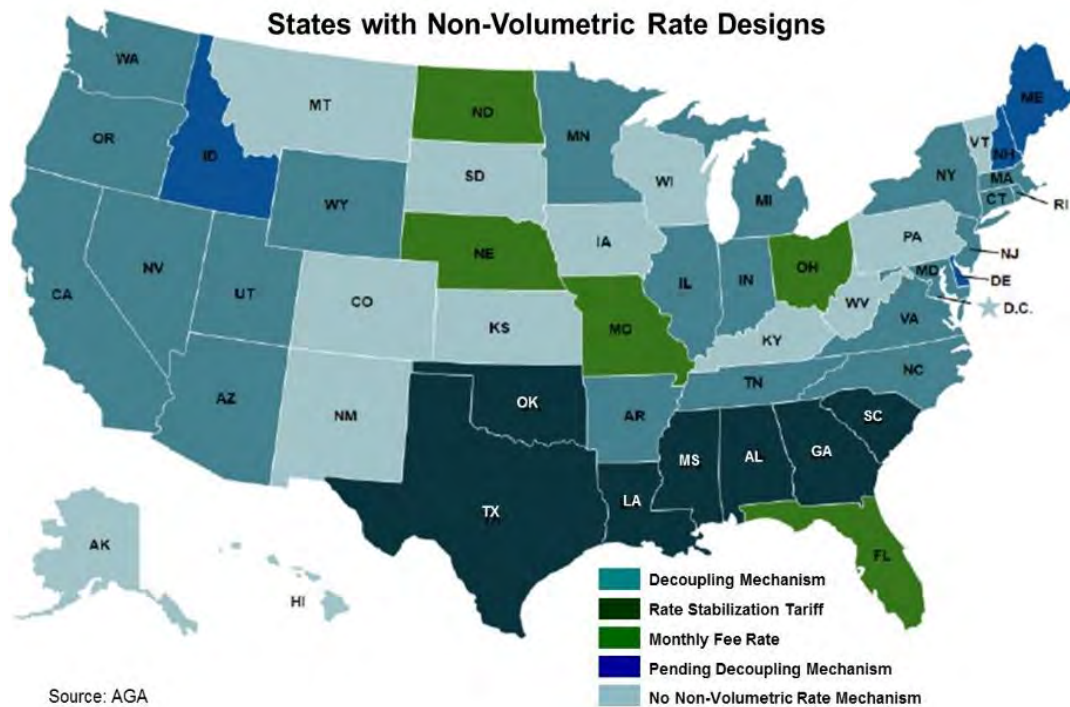 States with Non-Volumetric Rate Designs
WA
MT
ND
MN
ME
OR
ID
SD
WI
VT
NH
WY
MI
NY
MA
CT
RI
NE
IA
PA
NJ
NV
UT
IL
IN
OH
MD
DE
CA
CO
KS
MO
WV
VA
D.C.
KY
AZ
NM
OK
AR
TN
NC
SC
TX
LA
MS
AL
GA
AK
HI
FL
Decoupling Mechanism
Rate Stabilization Tariff
Monthly Fee Rate
Pending Decoupling Mechanism
No Non-Volumetric Rate Mechanism
Source: AGA